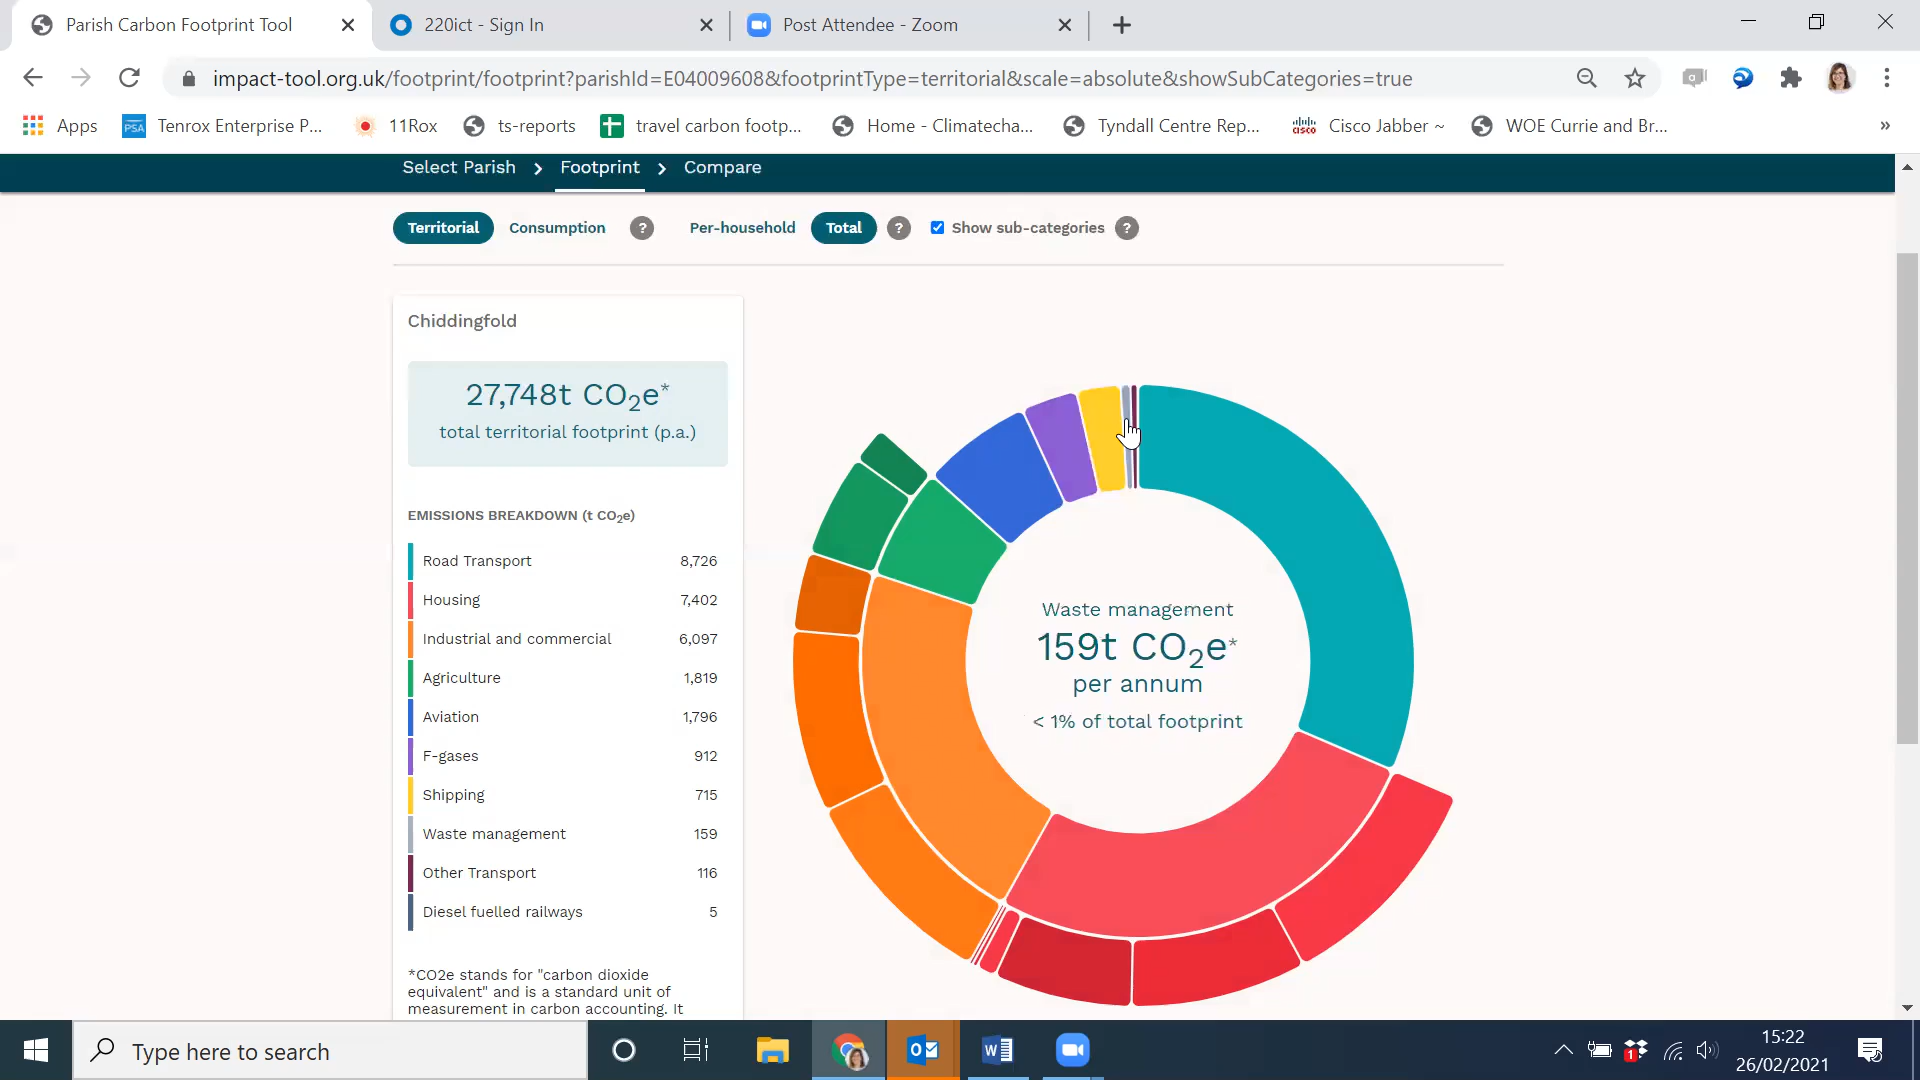 Parish Carbon Footprint Tool
220ict - Sign In
Post Attendee - Zoom
impact-tool.org.uk/footprint/footprint?parishId=E04009608&footprintType=territorial&scale=absolute&showSubCategories=true
Apps
PSA
Tenrox Enterprise P...
11Rox
ts-reports
travel carbon footp...
Home - Climatecha...
Tyndall Centre Rep...
CISCO
Cisco Jabber ~
WOE Currie and Br...
»
Select Parish > Footprint > Compare
Territorial
Consumption
?
Per-household
Total
?
Show sub-categories
?
Chiddingfold
27,748t CO₂e*
total territorial footprint (p.a.)
EMISSIONS BREAKDOWN (t CO₂e)
Road Transport 8,726
Housing 7,402
Industrial and commercial 6,097
Agriculture 1,819
Aviation 1,796
F-gases 912
Shipping 715
Waste management 159
Other Transport 116
Diesel fuelled railways 5
*CO2e stands for "carbon dioxide
equivalent" and is a standard unit of
measurement in carbon accounting. It
Waste management
159t CO₂e*
per annum
< 1% of total footprint
Type here to search
1
15:22
26/02/2021